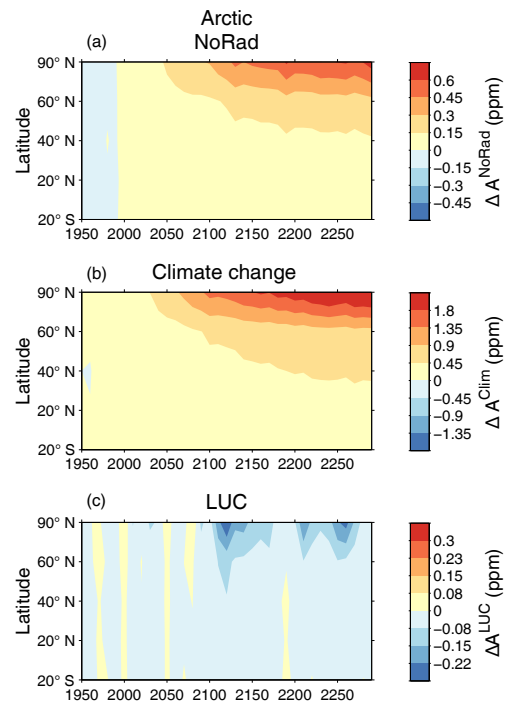 Arctic
(a) NoRad
90° N
60° N
40° N
20° N
20° S
Latitude
1950 2000 2050 2100 2150 2200 2250
0.6
0.45
0.3
0.15
0
−0.15
−0.3
−0.45
Δ A^NoRad (ppm)
(b) Climate change
90° N
60° N
40° N
20° N
20° S
Latitude
1950 2000 2050 2100 2150 2200 2250
1.8
1.35
0.9
0.45
0
−0.45
−0.9
−1.35
Δ A^Clim (ppm)
(c) LUC
90° N
60° N
40° N
20° N
20° S
Latitude
1950 2000 2050 2100 2150 2200 2250
0.3
0.23
0.15
0.08
0
−0.08
−0.15
−0.22
ΔA^LUC (ppm)